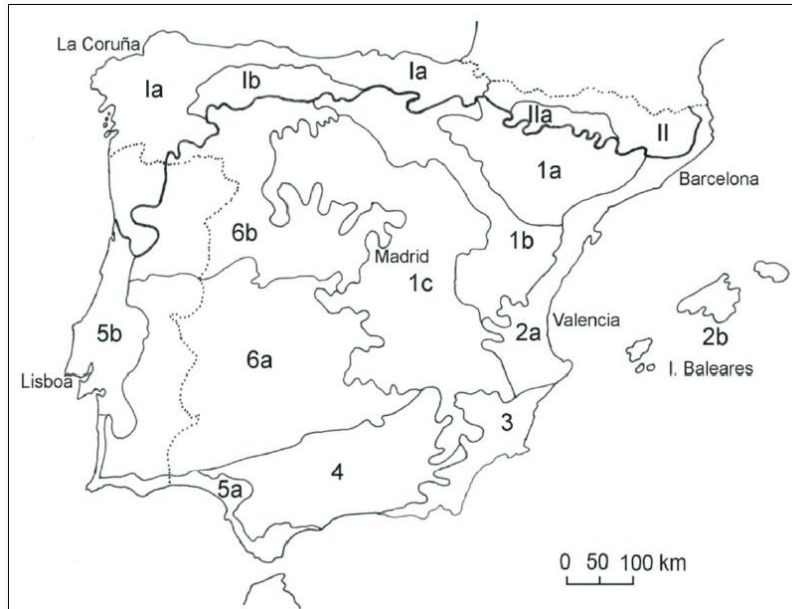 La Coruña
Ia
Ib
Ia
IIa
II
1a
Barcelona
6b
1b
Madrid
1c
5b
2a
Valencia
2b
6a
I. Baleares
Lisboa
3
4
5a
0 50 100 km